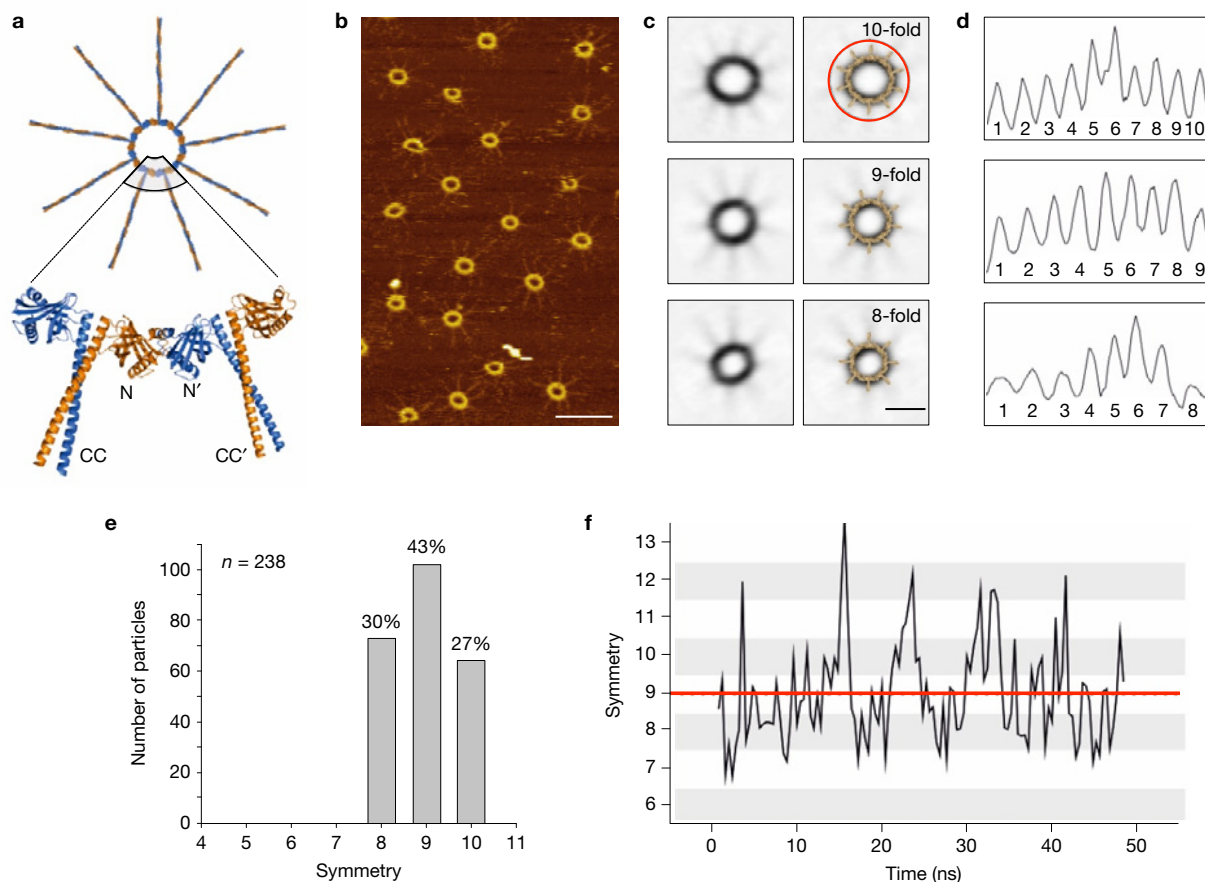 a
N
N′
CC
CC′
b
c
10-fold
9-fold
8-fold
d
1 2 3 4 5 6 7 8 9 10
1 2 3 4 5 6 7 8 9
1 2 3 4 5 6 7 8
e
n = 238
43%
30%
27%
100
80
60
40
20
0
Number of particles
4 5 6 7 8 9 10 11
Symmetry
f
13
12
11
10
9
8
7
6
Symmetry
0 10 20 30 40 50
Time (ns)